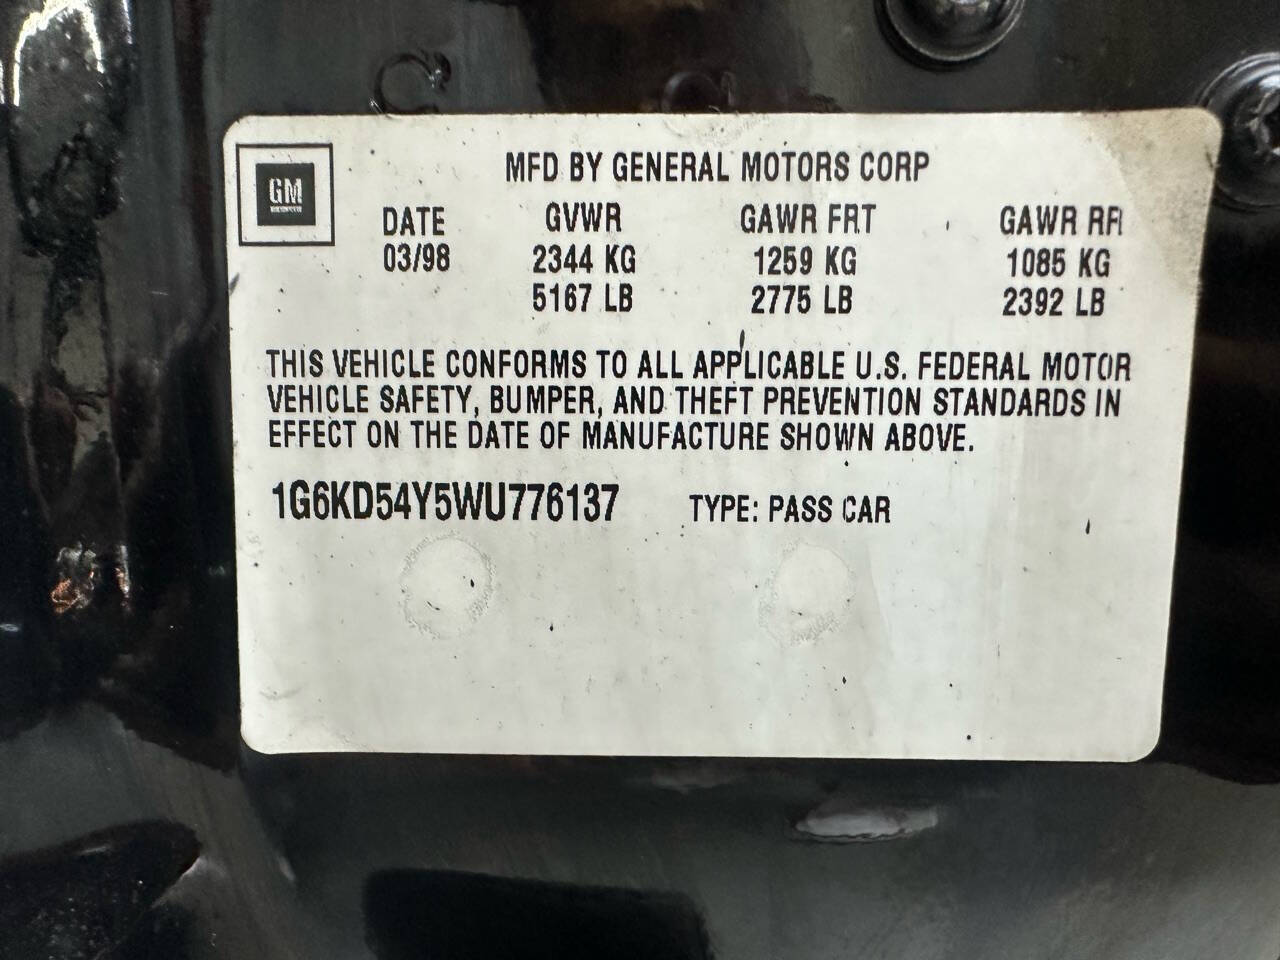 GM
MFD BY GENERAL MOTORS CORP
DATE GVWR GAWR FRT GAWR RR
03/98 2344 KG 1259 KG 1085 KG
5167 LB 2775 LB 2392 LB
THIS VEHICLE CONFORMS TO ALL APPLICABLE U.S. FEDERAL MOTOR
VEHICLE SAFETY, BUMPER, AND THEFT PREVENTION STANDARDS IN
EFFECT ON THE DATE OF MANUFACTURE SHOWN ABOVE.
1G6KD54Y5WU776137 TYPE: PASS CAR